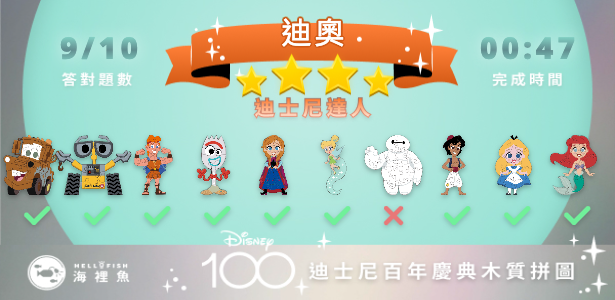 迪奧
9/10
答對題數
00:47
完成時間
迪士尼達人
HELLO FISH
海裡魚
Disney
100
迪士尼百年慶典木質拼圖